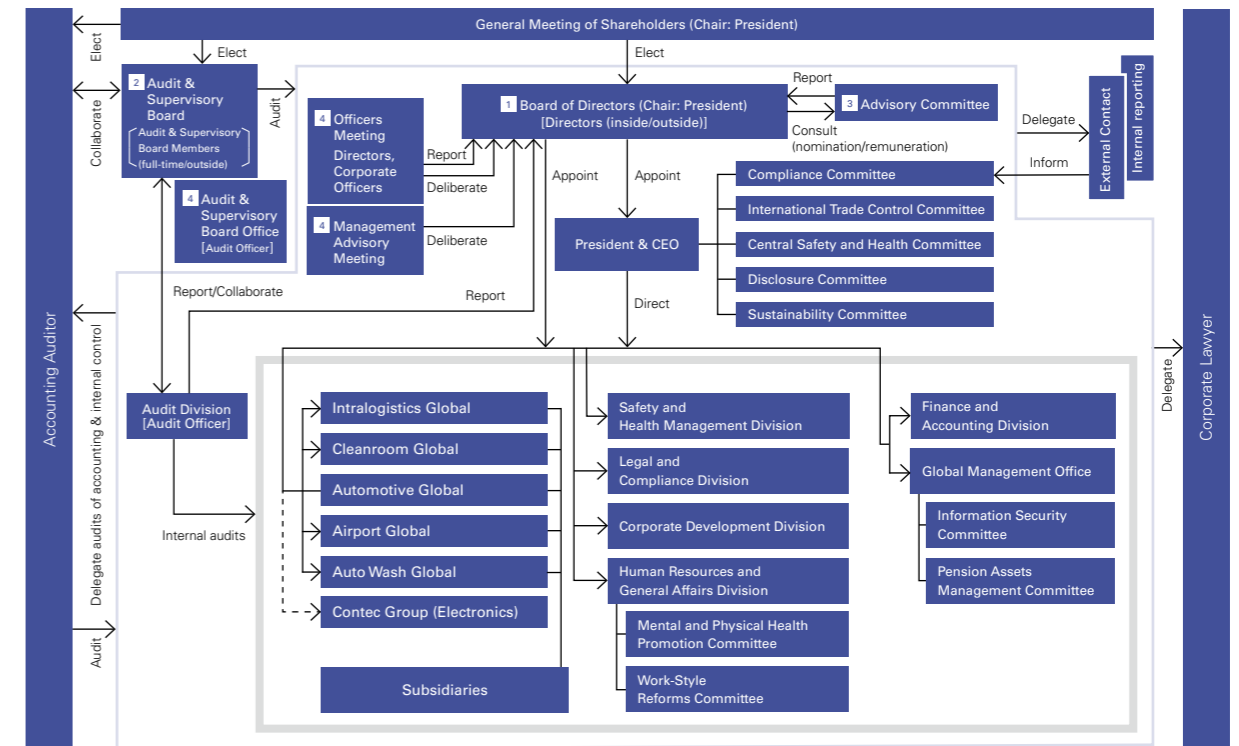 General Meeting of Shareholders (Chair: President)
Elect
Elect
Elect
Collaborate
2 Audit &
Supervisory
Board
Audit & Supervisory
Board Members
(full-time/outside)
Audit
4 Audit &
Supervisory
Board Office
[Audit Officer]
4 Officers
Meeting
Directors,
Corporate
Officers
Report
Deliberate
4 Management
Advisory
Meeting
Deliberate
1 Board of Directors (Chair: President)
[Directors (inside/outside)]
Report
3 Advisory Committee
Consult
(nomination/remuneration)
Delegate
Inform
External Contact
Internal reporting
Appoint
Appoint
President & CEO
Compliance Committee
International Trade Control Committee
Central Safety and Health Committee
Disclosure Committee
Sustainability Committee
Report/Collaborate
Report
Direct
Accounting Auditor
Delegate audits of accounting & internal control
Audit
Corporate Lawyer
Delegate
Audit Division
[Audit Officer]
Internal audits
Intralogistics Global
Cleanroom Global
Automotive Global
Airport Global
Auto Wash Global
Contec Group (Electronics)
Subsidiaries
Safety and
Health Management Division
Legal and
Compliance Division
Corporate Development Division
Human Resources and
General Affairs Division
Mental and Physical Health
Promotion Committee
Work-Style
Reforms Committee
Finance and
Accounting Division
Global Management Office
Information Security
Committee
Pension Assets
Management Committee